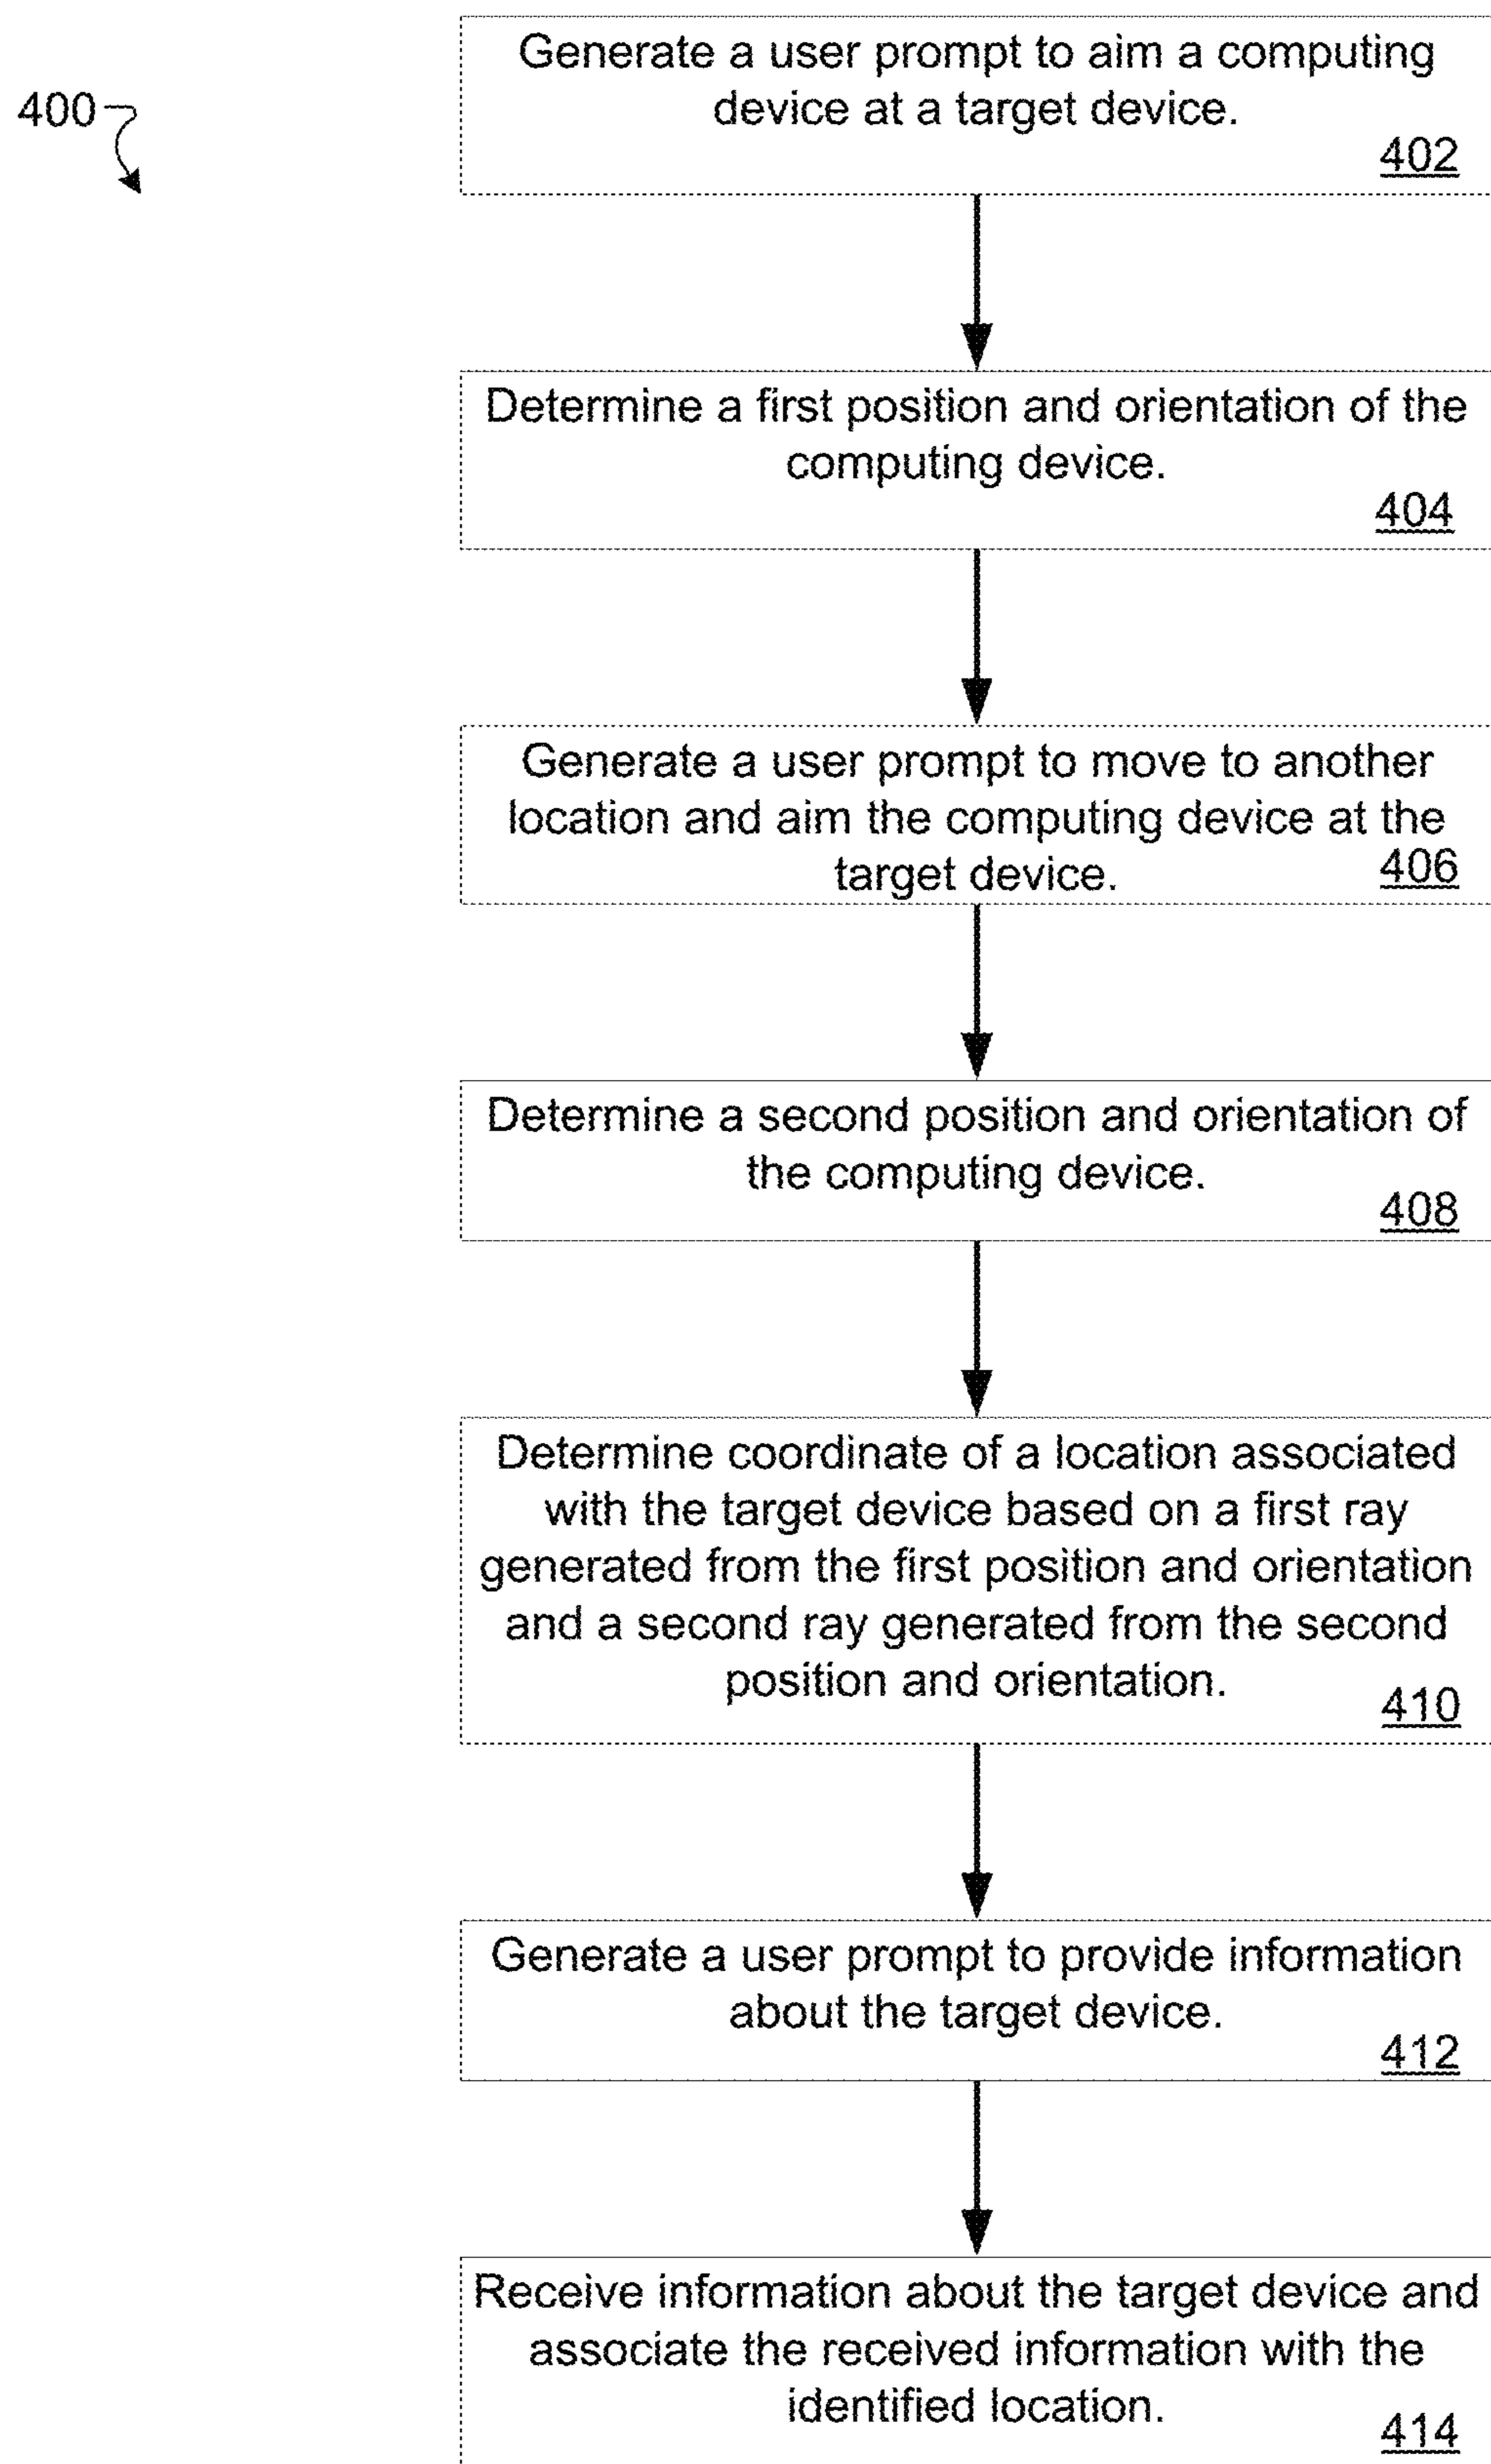 400
Generate a user prompt to aim a computing
device at a target device.
402
Determine a first position and orientation of the
computing device.
404
Generate a user prompt to move to another
location and aim the computing device at the
target device.
406
Determine a second position and orientation of
the computing device.
408
Determine coordinate of a location associated
with the target device based on a first ray
generated from the first position and orientation
and a second ray generated from the second
position and orientation.
410
Generate a user prompt to provide information
about the target device.
412
Receive information about the target device and
associate the received information with the
identified location.
414